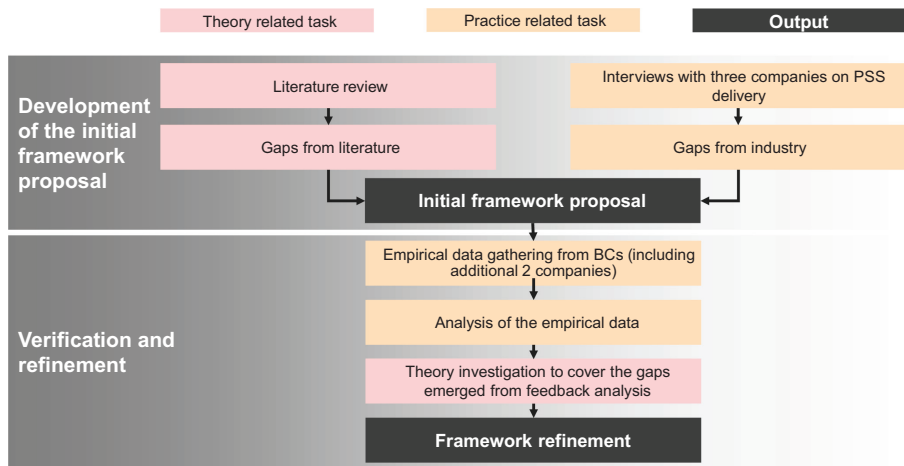 Theory related task
Practice related task
Output
Development
of the initial
framework
proposal
Literature review
Interviews with three companies on PSS
delivery
Gaps from literature
Gaps from industry
Initial framework proposal
Verification and
refinement
Empirical data gathering from BCs (including
additional 2 companies)
Analysis of the empirical data
Theory investigation to cover the gaps
emerged from feedback analysis
Framework refinement